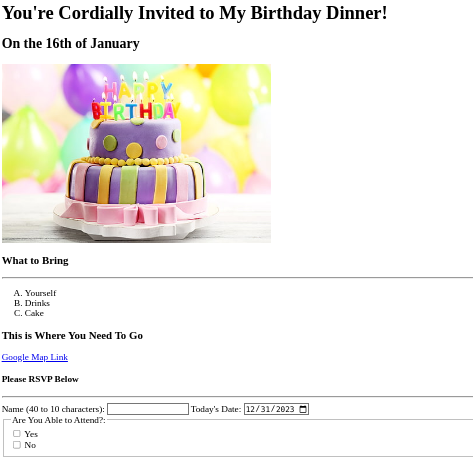 You're Cordially Invited to My Birthday Dinner!
On the 16th of January
HAPPY
BIRTHDA
What to Bring
A. Yourself
B. Drinks
C. Cake
This is Where You Need To Go
Google Map Link
Please RSVP Below
Name (40 to 10 characters): Today's Date: 12/31/2023
Are You Able to Attend?:
Yes
No